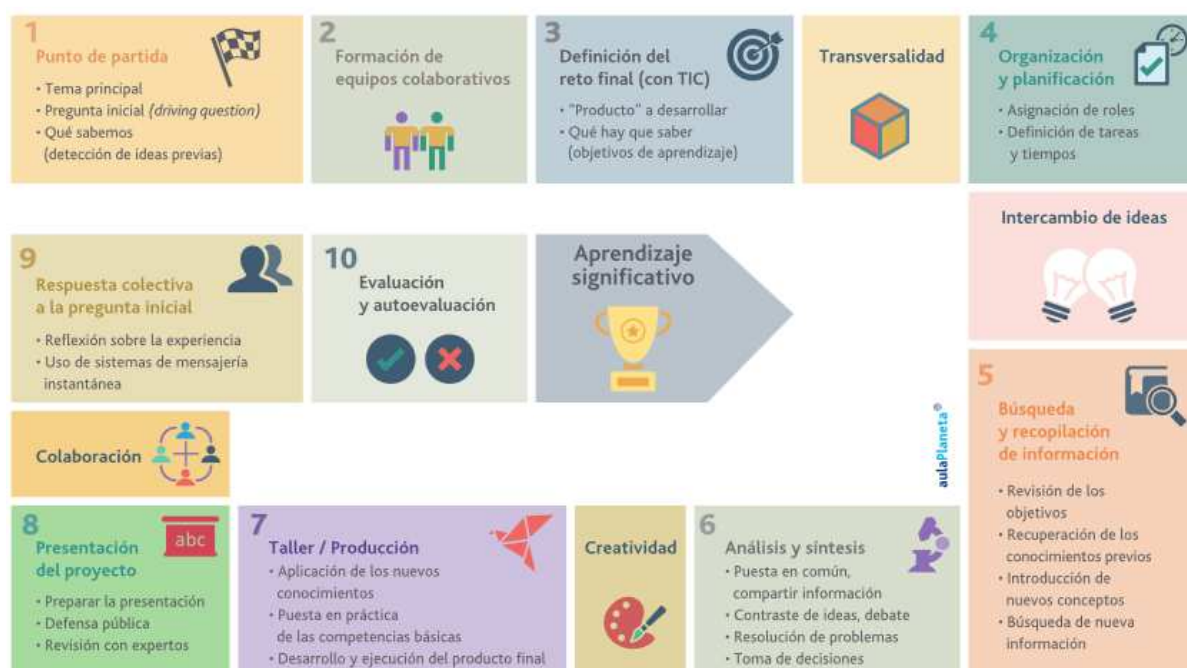 1
Punto de partida
• Tema principal
• Pregunta inicial (driving question)
• Qué sabemos
(detección de ideas previas)
2
Formación de
equipos colaborativos
3
Definición del
reto final (con TIC)
• "Producto" a desarrollar
• Qué hay que saber
(objetivos de aprendizaje)
Transversalidad
4
Organización
y planificación
• Asignación de roles
• Definición de tareas
y tiempos
Intercambio de ideas
5
Búsqueda
y recopilación
de información
• Revisión de los
objetivos
• Recuperación de los
conocimientos previos
• Introducción de
nuevos conceptos
• Búsqueda de nueva
información
6
Análisis y síntesis
• Puesta en común,
compartir información
• Contraste de ideas, debate
• Resolución de problemas
• Toma de decisiones
Creatividad
7
Taller / Producción
• Aplicación de los nuevos
conocimientos
• Puesta en práctica
de las competencias básicas
• Desarrollo y ejecución del producto final
8
abc
Presentación
del proyecto
• Preparar la presentación
• Defensa pública
• Revisión con expertos
Colaboración
9
Respuesta colectiva
a la pregunta inicial
• Reflexión sobre la experiencia
• Uso de sistemas de mensajería
instantánea
10
Evaluación
y autoevaluación
Aprendizaje
significativo
aulaPlaneta